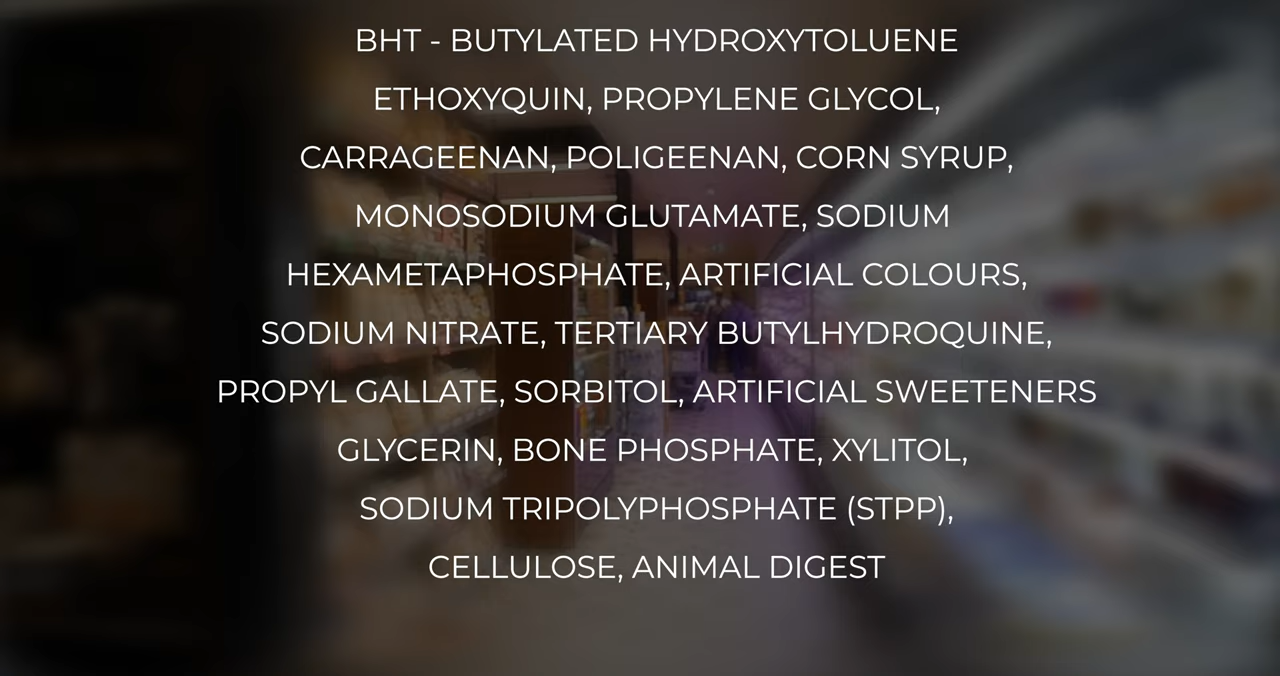 BHT - BUTYLATED HYDROXYTOLUENE
ETHOXYQUIN, PROPYLENE GLYCOL,
CARRAGEENAN, POLIGEENAN, CORN SYRUP,
MONOSODIUM GLUTAMATE, SODIUM
HEXAMETAPHOSPHATE, ARTIFICIAL COLOURS,
SODIUM NITRATE, TERTIARY BUTYLHYDROQUINE,
PROPYL GALLATE, SORBITOL, ARTIFICIAL SWEETENERS
GLYCERIN, BONE PHOSPHATE, XYLITOL,
SODIUM TRIPOLYPHOSPHATE (STPP),
CELLULOSE, ANIMAL DIGEST